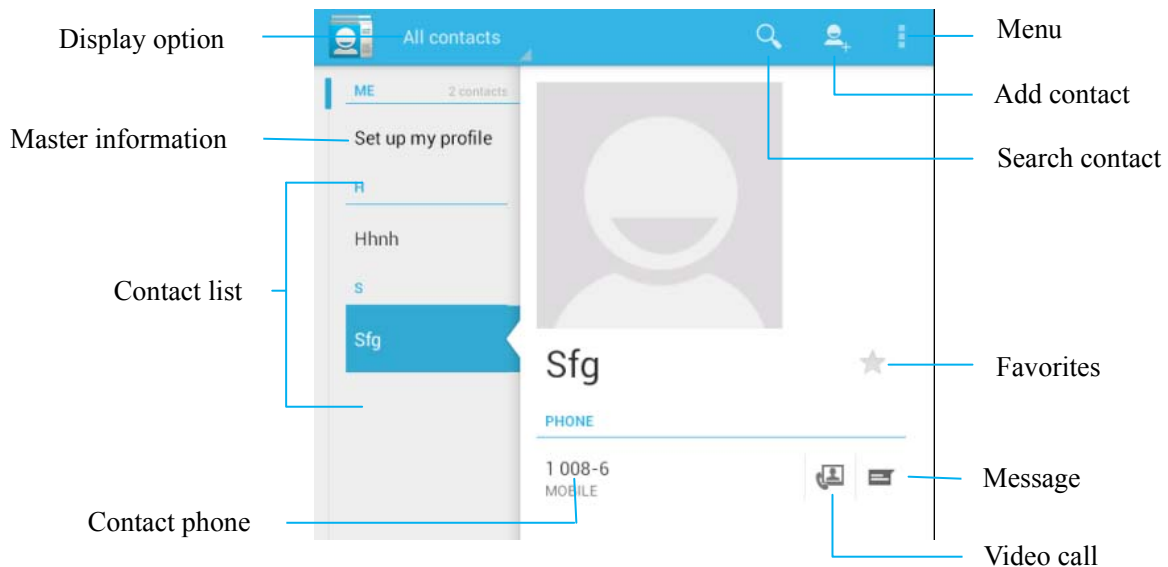 Display option
All contacts
Menu
ME 2 contacts
Add contact
Master information
Set up my profile
Search contact
H
Hhnh
Contact list
S
Sfg
Sfg
Favorites
PHONE
1 008-6
MOBILE
Message
Contact phone
Video call